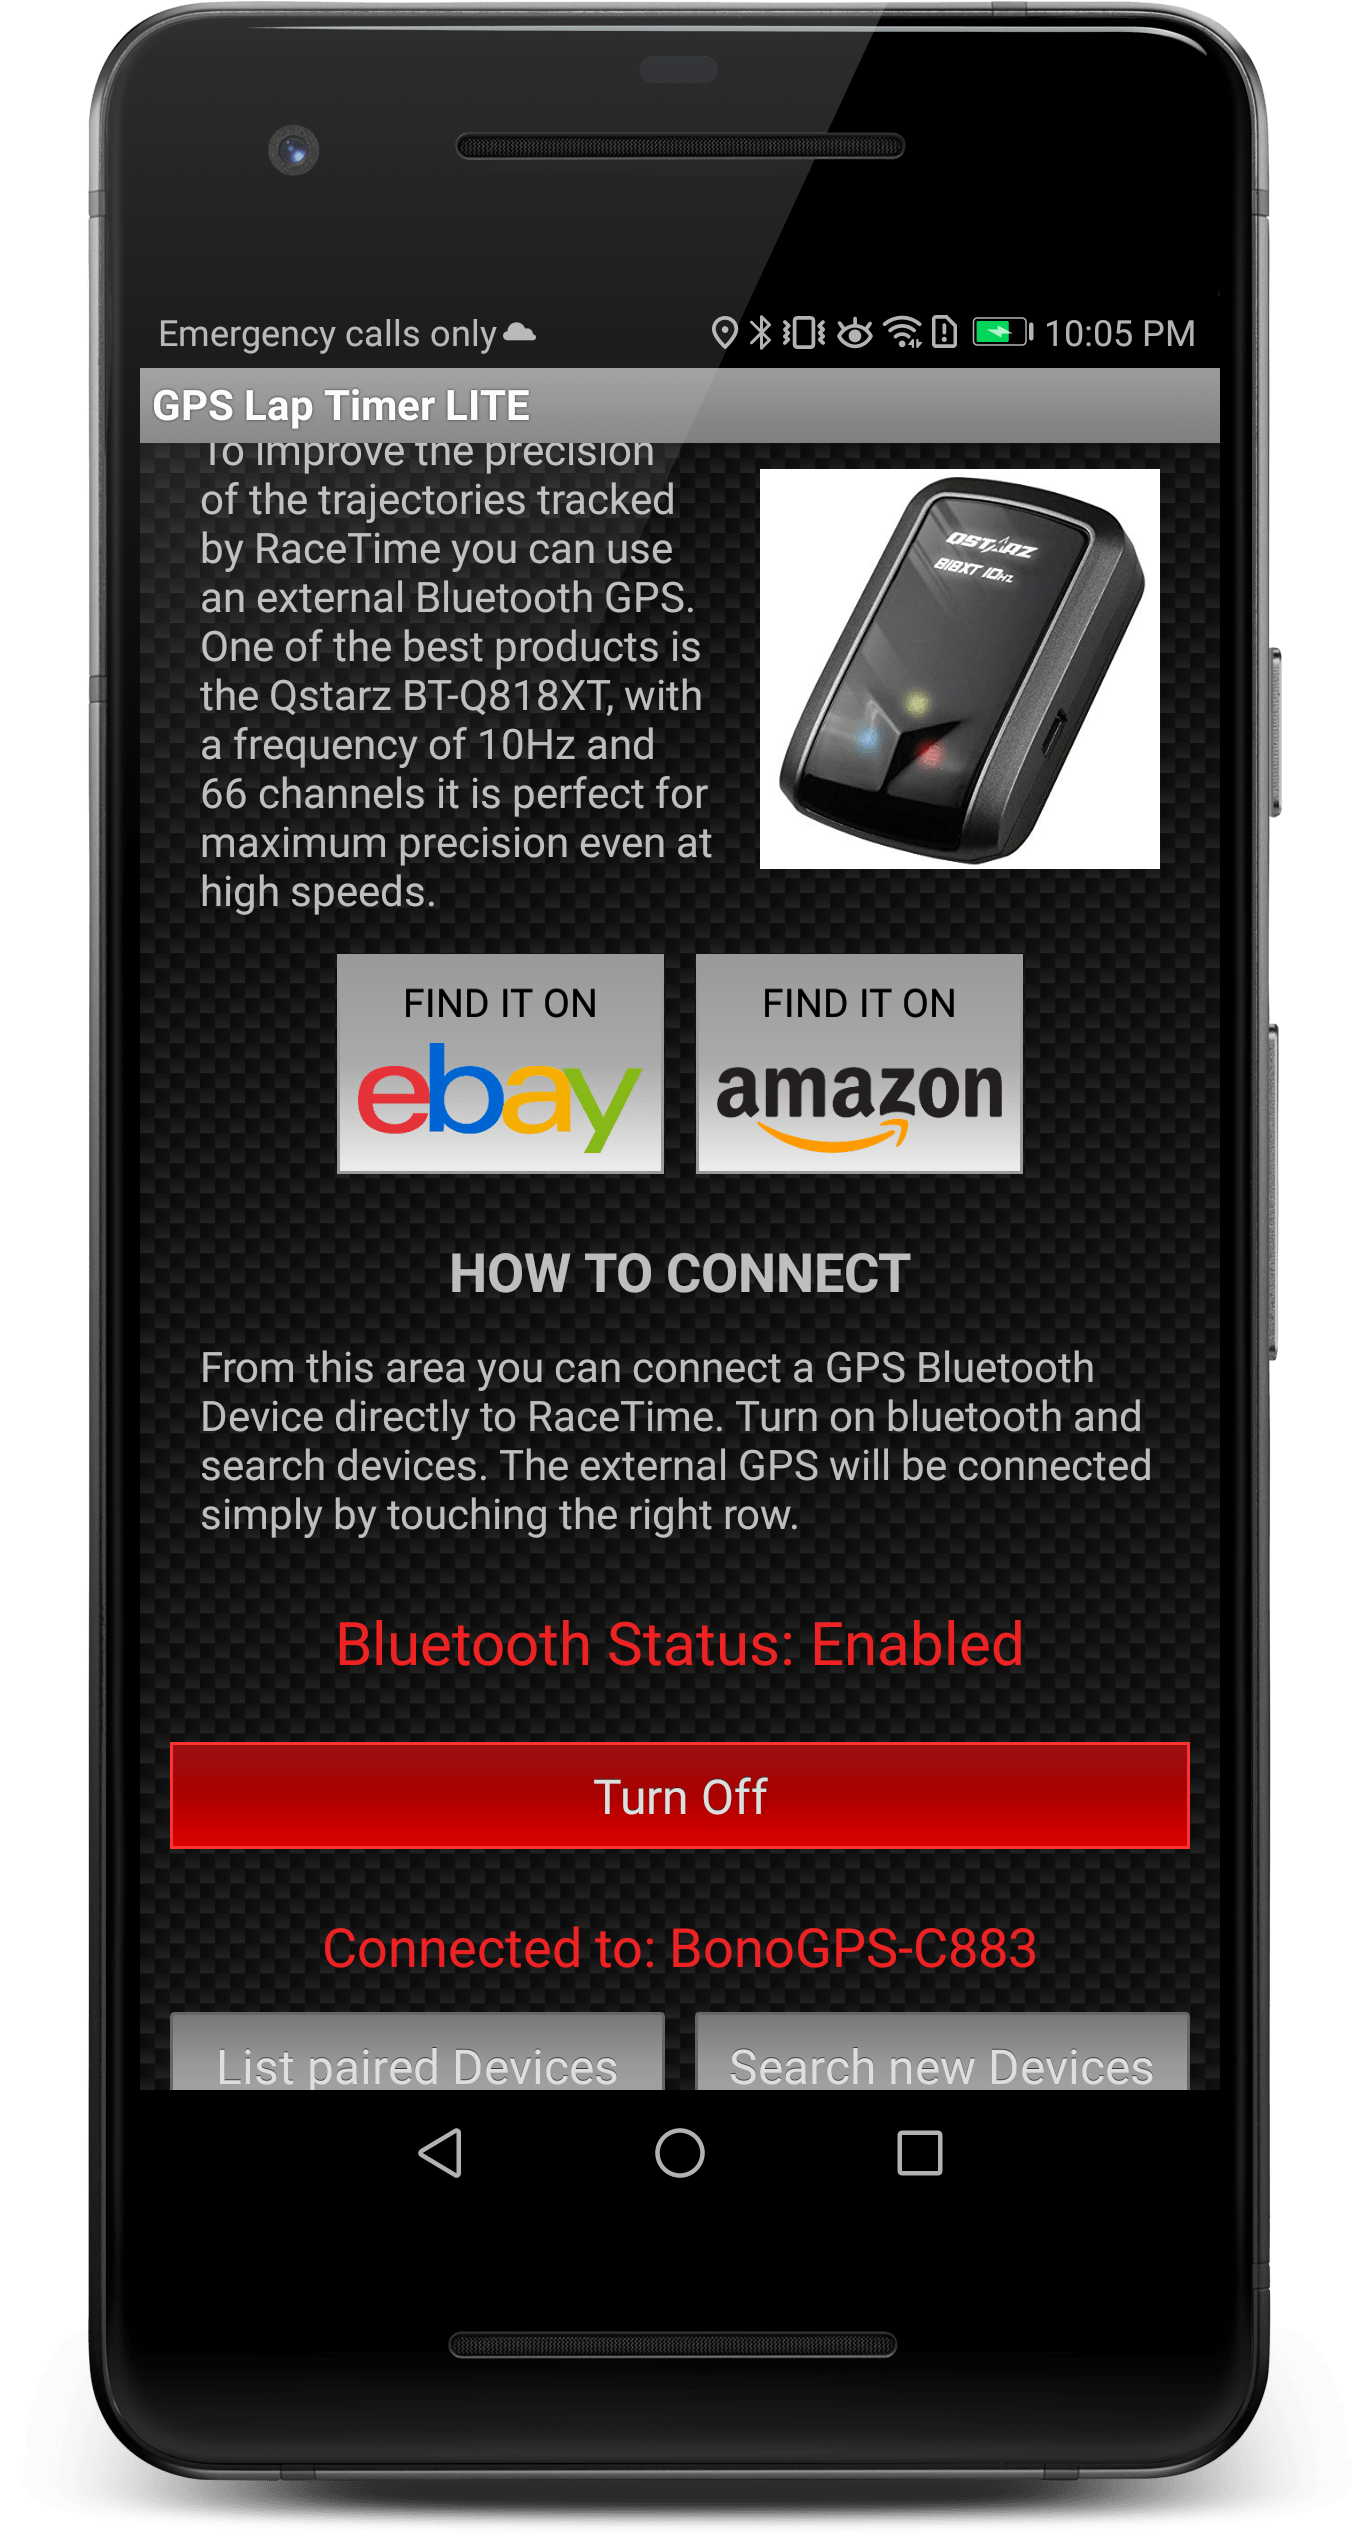 Emergency calls only
10:05 PM
GPS Lap Timer LITE
To improve the precision
of the trajectories tracked
by RaceTime you can use
an external Bluetooth GPS.
One of the best products is
the Qstarz BT-Q818XT, with
a frequency of 10Hz and
66 channels it is perfect for
maximum precision even at
high speeds.
QSTARZ
818XT 10HZ
FIND IT ON
ebay
FIND IT ON
amazon
HOW TO CONNECT
From this area you can connect a GPS Bluetooth
Device directly to RaceTime. Turn on bluetooth and
search devices. The external GPS will be connected
simply by touching the right row.
Bluetooth Status: Enabled
Turn Off
Connected to: BonoGPS-C883
List paired Devices
Search new Devices